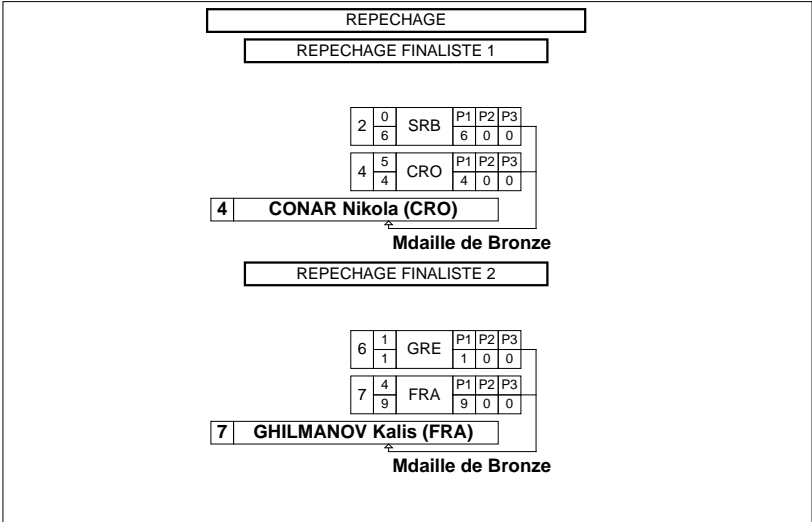 REPECHAGE
REPECHAGE FINALISTE 1
2 0 SRB P1 P2 P3
6 6 0 0
4 5 CRO P1 P2 P3
4 4 0 0
4 CONAR Nikola (CRO)
Mdaille de Bronze
REPECHAGE FINALISTE 2
6 1 GRE P1 P2 P3
1 1 0 0
7 4 FRA P1 P2 P3
9 9 0 0
7 GHILMANOV Kalis (FRA)
Mdaille de Bronze